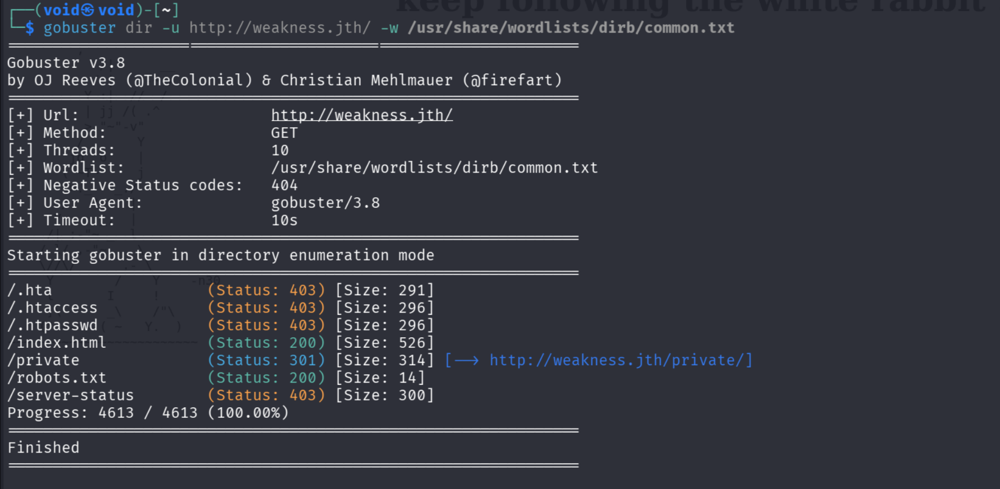 keep following the white rabbit
┌──(void㉿void)-[~]
└─$ gobuster dir -u http://weakness.jth/ -w /usr/share/wordlists/dirb/common.txt
===============================================================
Gobuster v3.8
by OJ Reeves (@TheColonial) & Christian Mehlmauer (@firefart)
===============================================================
[+] Url:                     http://weakness.jth/
[+] Method:                  GET
[+] Threads:                 10
[+] Wordlist:                /usr/share/wordlists/dirb/common.txt
[+] Negative Status codes:   404
[+] User Agent:              gobuster/3.8
[+] Timeout:                 10s
===============================================================
Starting gobuster in directory enumeration mode
===============================================================
/.hta                 (Status: 403) [Size: 291]
/.htaccess            (Status: 403) [Size: 296]
/.htpasswd            (Status: 403) [Size: 296]
/index.html           (Status: 200) [Size: 526]
/private              (Status: 301) [Size: 314] [--> http://weakness.jth/private/]
/robots.txt           (Status: 200) [Size: 14]
/server-status        (Status: 403) [Size: 300]
Progress: 4613 / 4613 (100.00%)
===============================================================
Finished
===============================================================